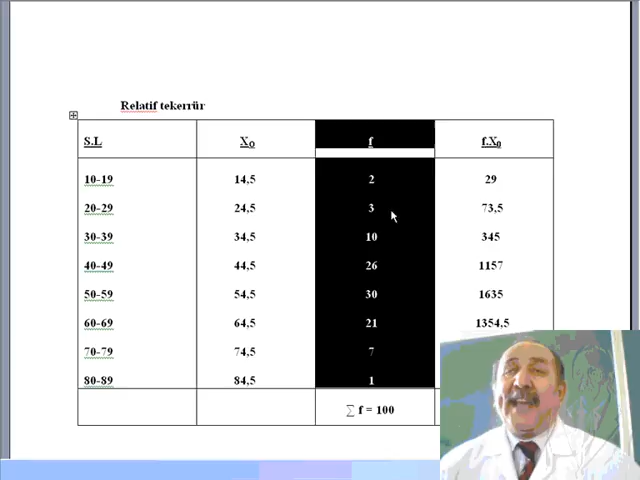 Relatif tekerrür
S.L X₀ f f.X₀
10-19 14,5 2 29
20-29 24,5 3 73,5
30-39 34,5 10 345
40-49 44,5 26 1157
50-59 54,5 30 1635
60-69 64,5 21 1354,5
70-79 74,5 7
80-89 84,5 1
∑ f = 100